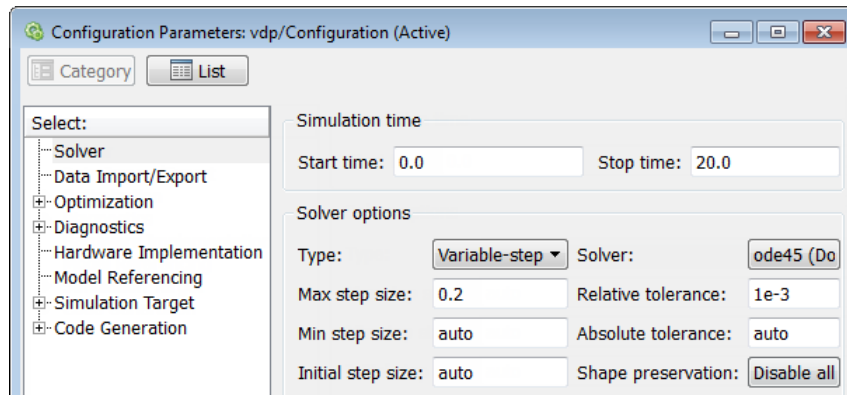 Configuration Parameters: vdp/Configuration (Active)
Category List
Select:
Solver
Data Import/Export
Optimization
Diagnostics
Hardware Implementation
Model Referencing
Simulation Target
Code Generation
Simulation time
Start time: 0.0 Stop time: 20.0
Solver options
Type: Variable-step Solver: ode45 (Do
Max step size: 0.2 Relative tolerance: 1e-3
Min step size: auto Absolute tolerance: auto
Initial step size: auto Shape preservation: Disable all